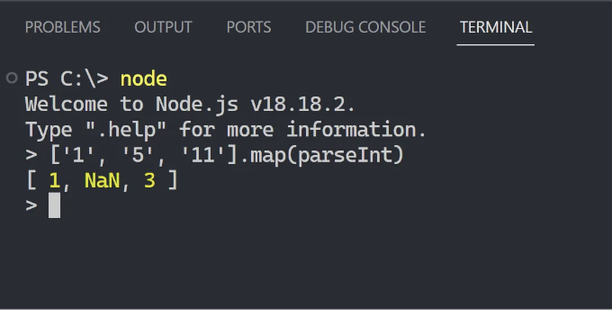 PROBLEMS OUTPUT PORTS DEBUG CONSOLE TERMINAL
PS C:\> node
Welcome to Node.js v18.18.2.
Type ".help" for more information.
> ['1', '5', '11'].map(parseInt)
[ 1, NaN, 3 ]
>